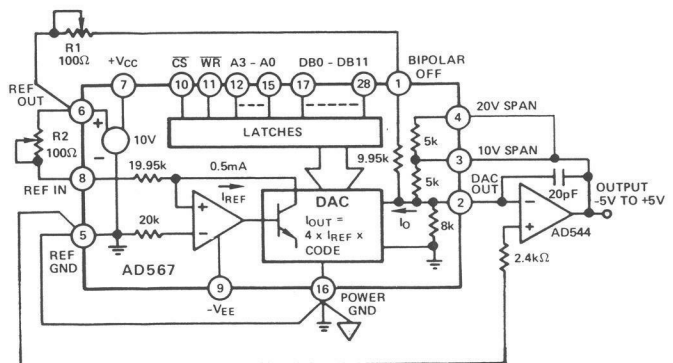 R1
100Ω
+VCC
CS WR A3 - A0 DB0 - DB11
BIPOLAR
OFF
REF
OUT
7 10 11 12 15 17 28 1
20V SPAN
6 4
LATCHES
5k
R2
100Ω
10V
9.95k
10V SPAN
3
REF IN 8
19.95k
0.5mA
5k
DAC
OUT
20pF
OUTPUT
-5V TO +5V
IREF
DAC
2
IOUT =
4 x IREF x
CODE
IO
8k
AD544
5
20k
REF
GND
AD567
2.4kΩ
9
16
POWER
GND
-VEE